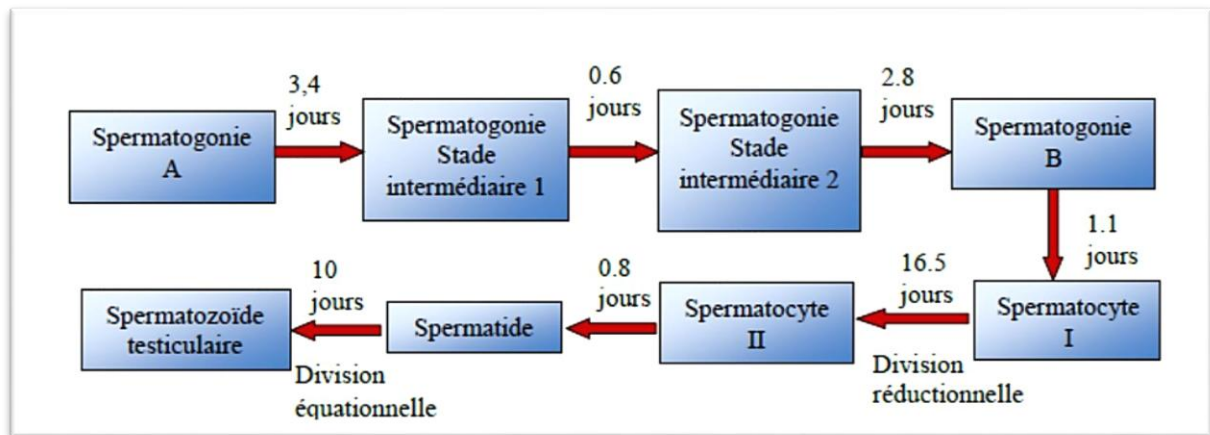 Spermatogonie
A
3,4
jours
Spermatogonie
Stade
intermédiaire 1
0.6
jours
Spermatogonie
Stade
intermédiaire 2
2.8
jours
Spermatogonie
B
1.1
jours
Spermatocyte
I
16.5
jours
Division
réductionnelle
Spermatocyte
II
0.8
jours
Spermatide
10
jours
Division
équationnelle
Spermatozoïde
testiculaire